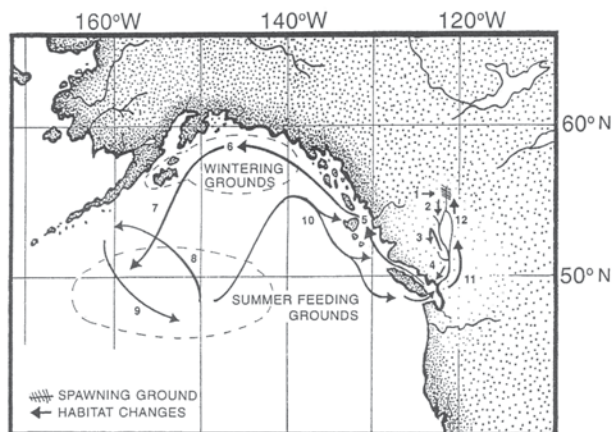 160°W 140°W 120°W
60°N
6
WINTERING
GROUNDS
1
2
12
7
10
5
3
8
4
50°N
11
SUMMER FEEDING
GROUNDS
9
SPAWNING GROUND
HABITAT CHANGES